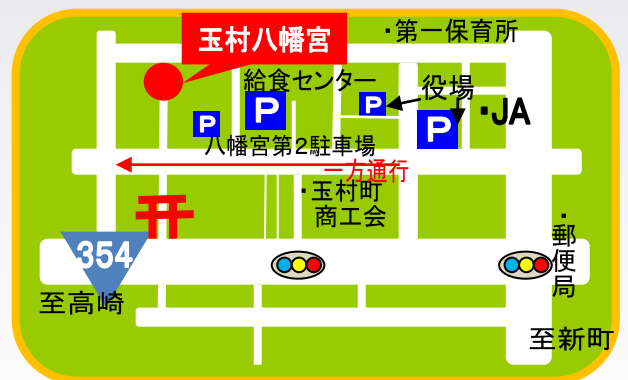 玉村八幡宮
・第一保育所
給食センター
役場
P
P
P
P
・JA
八幡宮第２駐車場
一方通行
・玉村町
商工会
・郵便局
354
至高崎
至新町